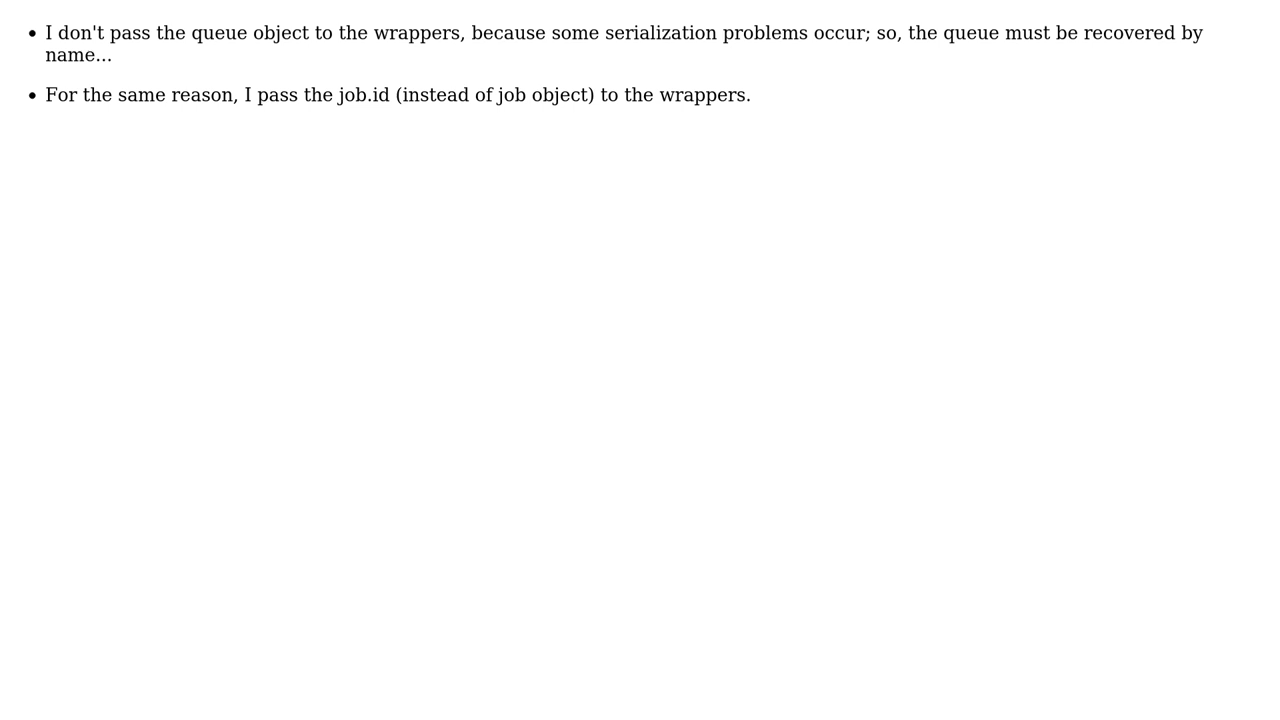 • I don't pass the queue object to the wrappers, because some serialization problems occur; so, the queue must be recovered by
name...
• For the same reason, I pass the job.id (instead of job object) to the wrappers.